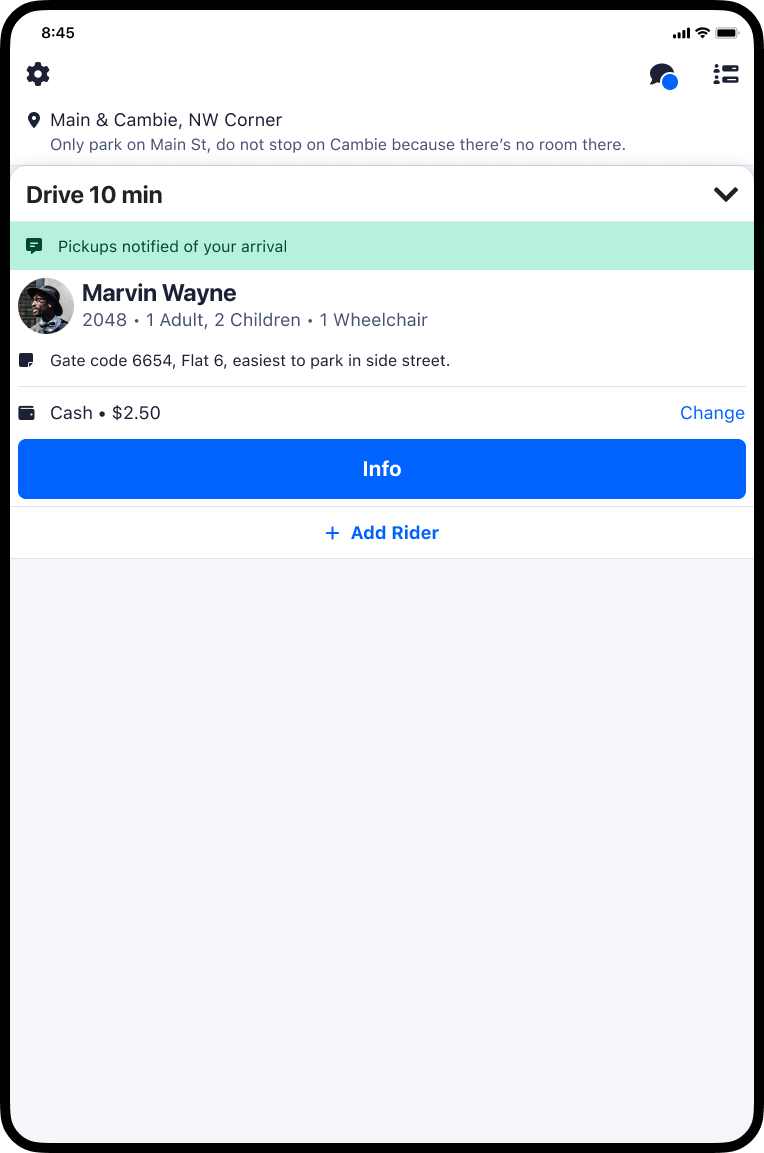 8:45
Main & Cambie, NW Corner
Only park on Main St, do not stop on Cambie because there’s no room there.
Drive 10 min
Pickups notified of your arrival
Marvin Wayne
2048 • 1 Adult, 2 Children • 1 Wheelchair
Gate code 6654, Flat 6, easiest to park in side street.
Cash • $2.50 Change
Info
+ Add Rider